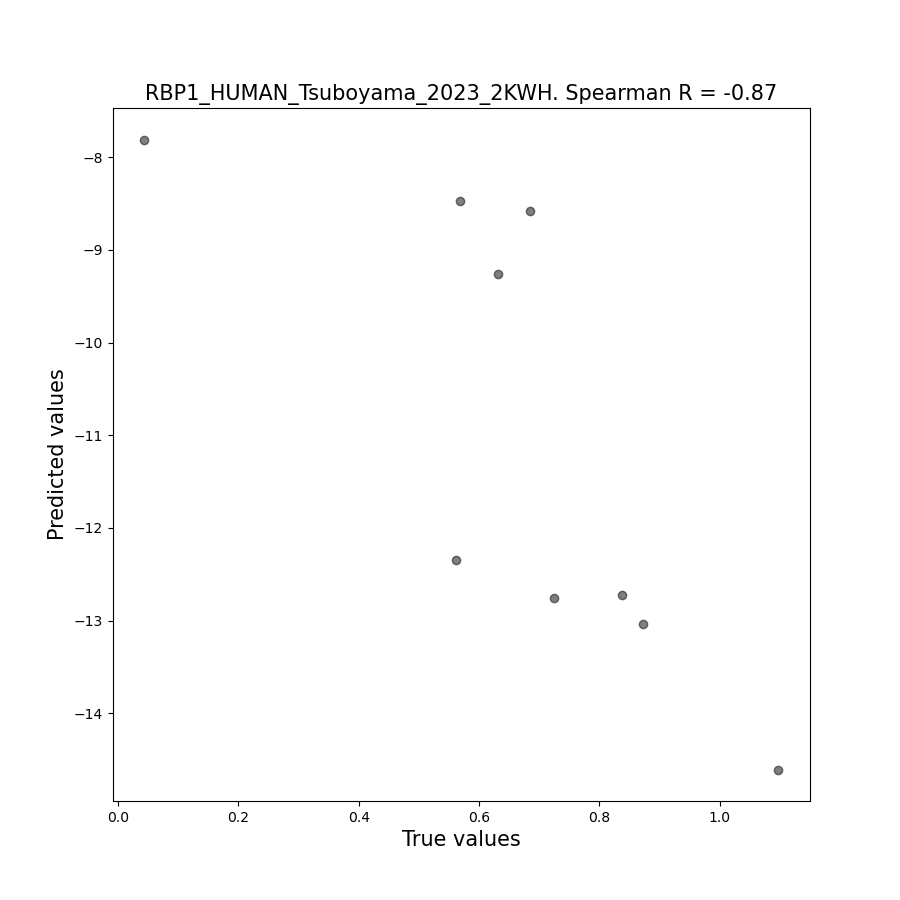 RBP1_HUMAN_Tsuboyama_2023_2KWH. Spearman R = -0.87
Predicted values
−8
−9
−10
−11
−12
−13
−14
0.0 0.2 0.4 0.6 0.8 1.0
True values